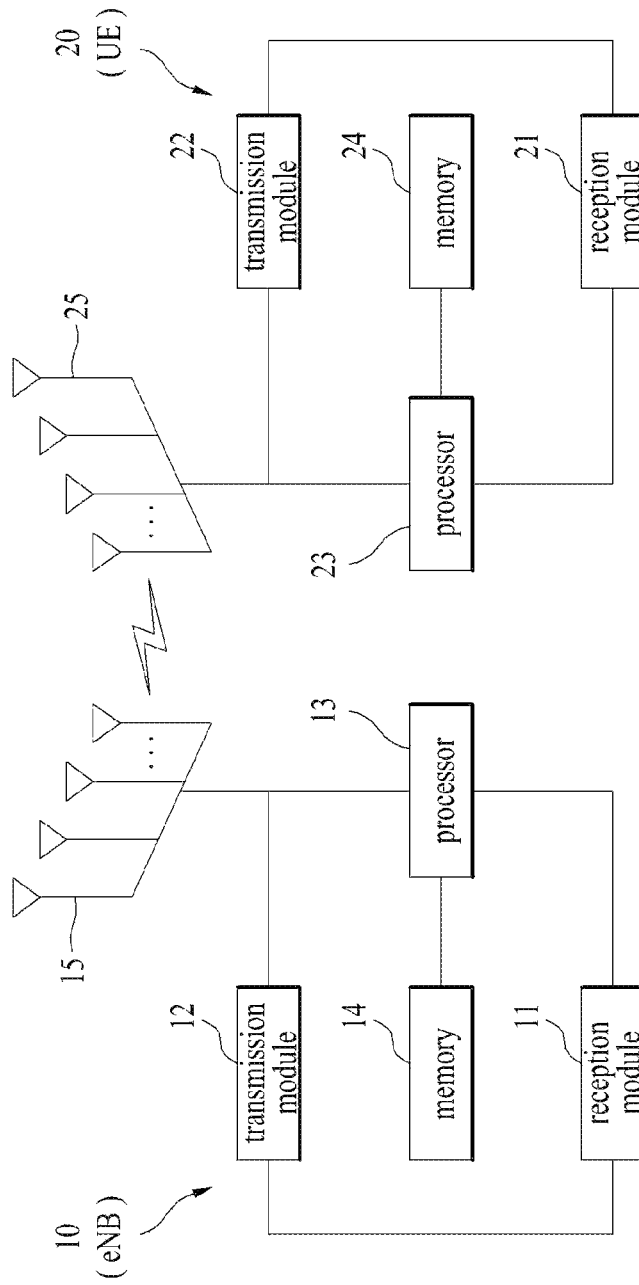 10
( eNB )
12
transmission
module
14
memory
11
reception
module
15
. . .
13
processor
20
( UE )
25
. . .
22
transmission
module
24
memory
21
reception
module
23
processor